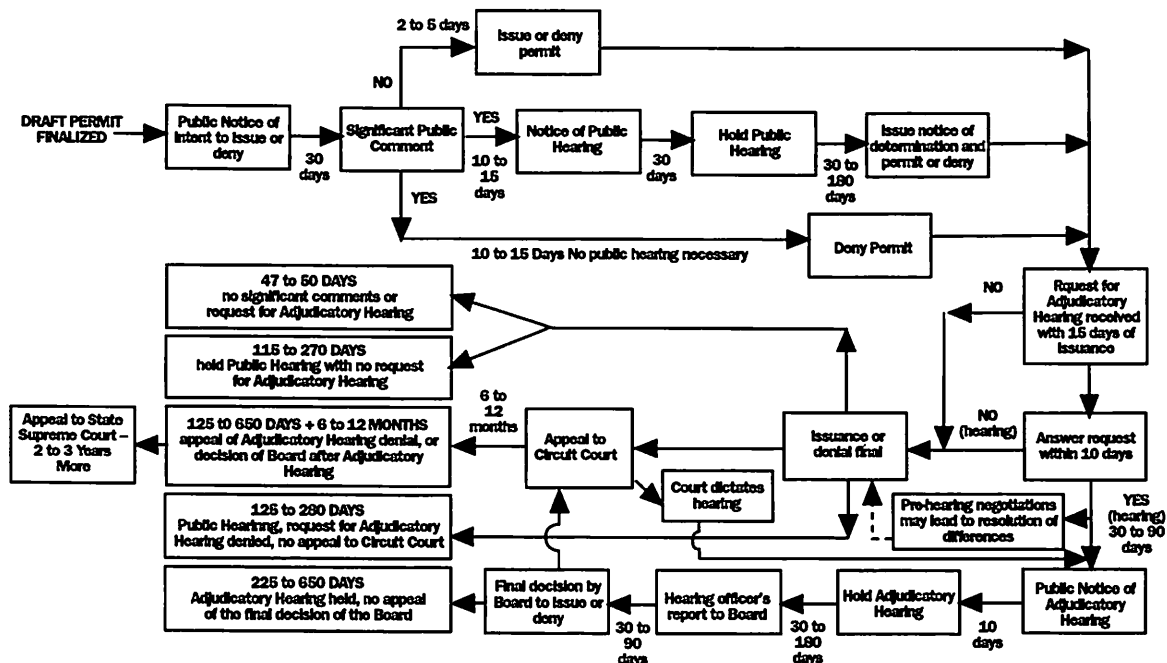 2 to 5 days
Issue or deny
permit
NO
DRAFT PERMIT
FINALIZED
Public Notice of
Intent to Issue or
deny
30
days
Significant Public
Comment
YES
10 to
15
days
Notice of Public
Hearing
30
days
Hold Public
Hearing
30 to
180
days
Issue notice of
determination and
permit or deny
YES
10 to 15 Days No public hearing necessary
Deny Permit
47 to 50 DAYS
no significant comments or
request for Adjudicatory Hearing
NO
Rquest for
Adjudicatory
Hearing received
with 15 days of
issuance
115 to 270 DAYS
held Public Hearing with no request
for Adjudicatory Hearing
Appeal to State
Supreme Court –
2 to 3 Years
More
125 to 650 DAYS + 6 to 12 MONTHS
appeal of Adjudicatory Hearing denial, or
decision of Board after Adjudicatory
Hearing
6 to
12
months
Appeal to
Circuit Court
Issuance or
denial final
NO
(hearing)
Answer request
within 10 days
Court dictates
hearing
Pre-hearing negotiations
may lead to resolution of
differences
YES
(hearing)
30 to 90
days
125 to 280 DAYS
Public Hearinng, request for Adjudicatory
Hearing denied, no appeal to Circuit Court
225 to 650 DAYS
Adjudicatory Hearing held, no appeal
of the final decision of the Board
Final decision by
Board to Issue or
deny
30 to
90
days
Hearing officer's
report to Board
30 to
180
days
Hold Adjudicatory
Hearing
10
days
Public Notice of
Adjudicatory
Hearing